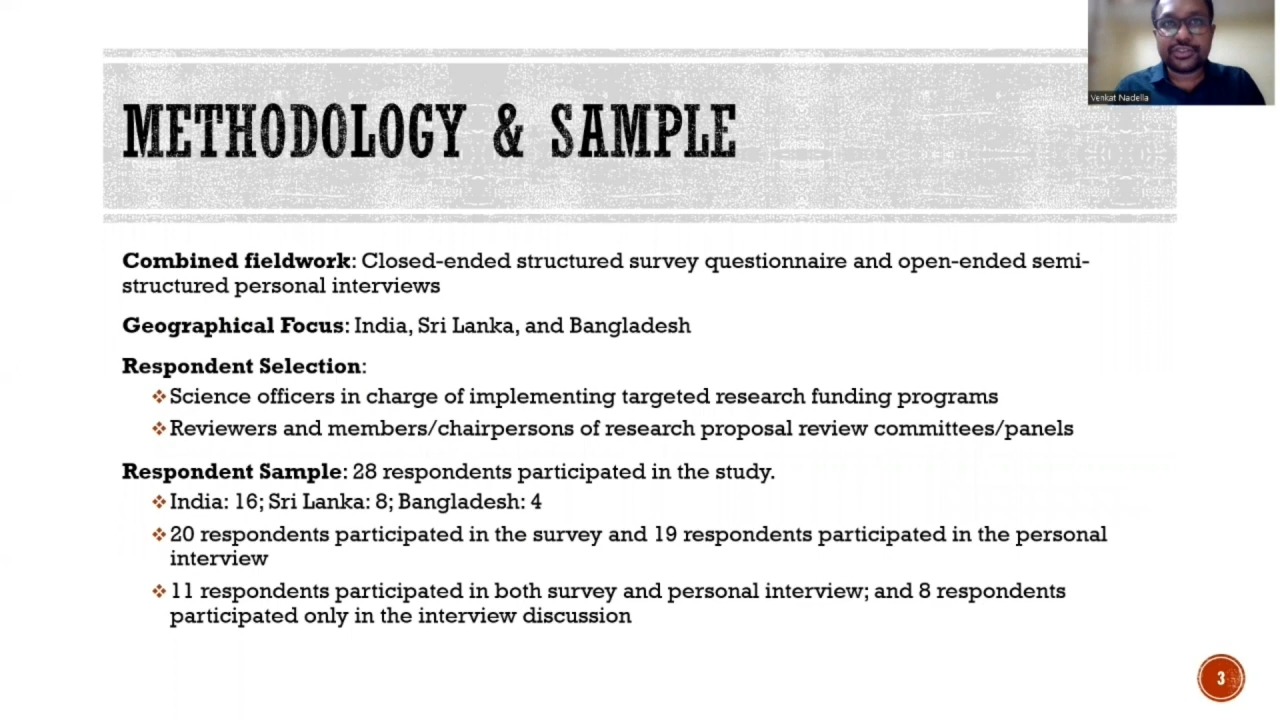 Venkat Nadella
METHODOLOGY & SAMPLE
Combined fieldwork: Closed-ended structured survey questionnaire and open-ended semi-
structured personal interviews
Geographical Focus: India, Sri Lanka, and Bangladesh
Respondent Selection:
❖Science officers in charge of implementing targeted research funding programs
❖Reviewers and members/chairpersons of research proposal review committees/panels
Respondent Sample: 28 respondents participated in the study.
❖India: 16; Sri Lanka: 8; Bangladesh: 4
❖20 respondents participated in the survey and 19 respondents participated in the personal
interview
❖11 respondents participated in both survey and personal interview; and 8 respondents
participated only in the interview discussion
3